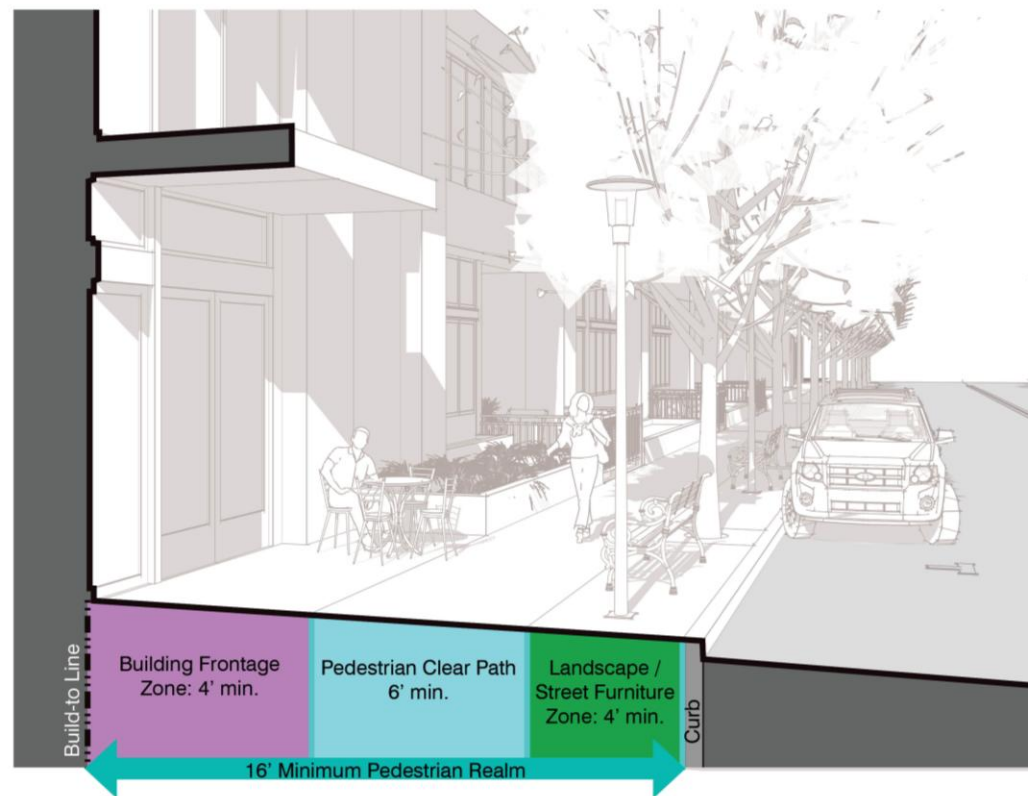 Build-to Line
Building Frontage
Zone: 4' min.
Pedestrian Clear Path
6' min.
Landscape /
Street Furniture
Zone: 4' min.
Curb
16' Minimum Pedestrian Realm